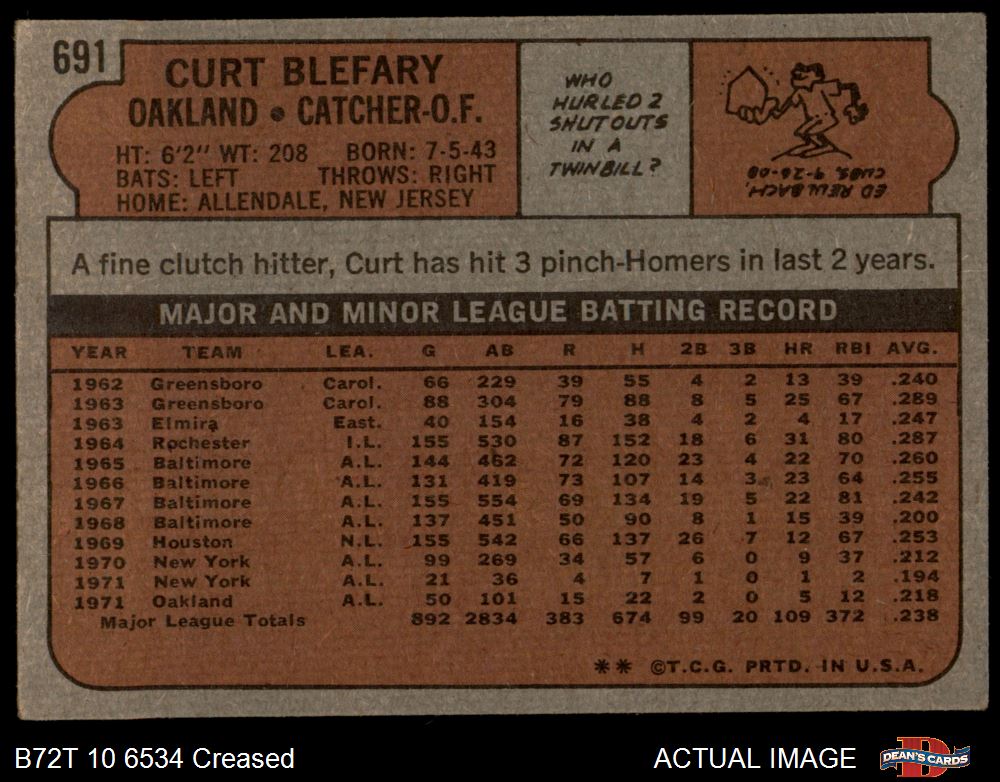 691
CURT BLEFARY
OAKLAND • CATCHER-O.F.
HT: 6'2" WT: 208 BORN: 7-5-43
BATS: LEFT THROWS: RIGHT
HOME: ALLENDALE, NEW JERSEY
WHO
HURLED 2
SHUTOUTS
IN A
TWINBILL?
ED REULBACH,
CUBS, 9-26-08
A fine clutch hitter, Curt has hit 3 pinch-Homers in last 2 years.
MAJOR AND MINOR LEAGUE BATTING RECORD
YEAR TEAM LEA. G AB R H 2B 3B HR RBI AVG.
1962 Greensboro Carol. 66 229 39 55 4 2 13 39 .240
1963 Greensboro Carol. 88 304 79 88 8 5 25 67 .289
1963 Elmira East. 40 154 16 38 4 2 4 17 .247
1964 Rochester I.L. 155 530 87 152 18 6 31 80 .287
1965 Baltimore A.L. 144 462 72 120 23 4 22 70 .260
1966 Baltimore A.L. 131 419 73 107 14 3 23 64 .255
1967 Baltimore A.L. 155 554 69 134 19 5 22 81 .242
1968 Baltimore A.L. 137 451 50 90 8 1 15 39 .200
1969 Houston N.L. 155 542 66 137 26 7 12 67 .253
1970 New York A.L. 99 269 34 57 6 0 9 37 .212
1971 New York A.L. 21 36 4 7 1 0 1 2 .194
1971 Oakland A.L. 50 101 15 22 2 0 5 12 .218
Major League Totals 892 2834 383 674 99 20 109 372 .238
** ©T.C.G. PRTD. IN U.S.A.
B72T 10 6534 Creased
ACTUAL IMAGE
DEAN'S CARDS